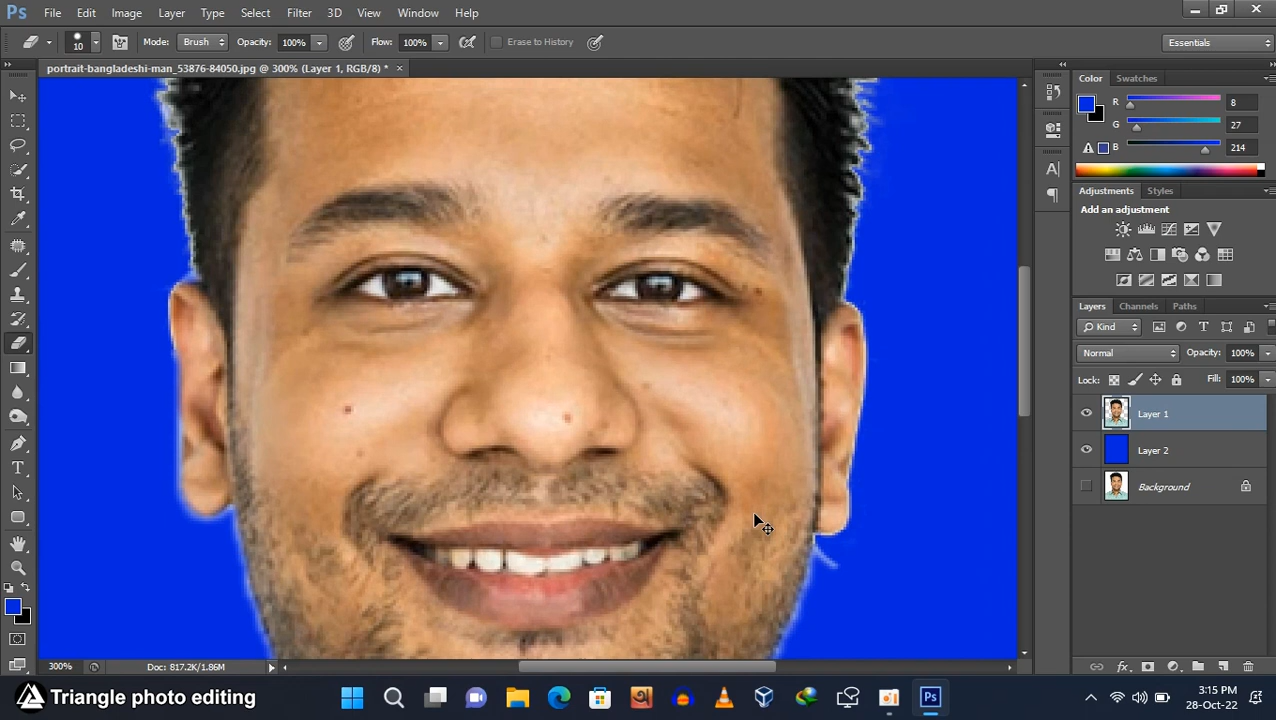 Ps File Edit Image Layer Type Select Filter 3D View Window Help
10 Mode: Brush Opacity: 100% Flow: 100% Erase to History Essentials
portrait-bangladeshi-man_53876-84050.jpg @ 300% (Layer 1, RGB/8) * ×
Color Swatches
R 8
G 27
B 214
Adjustments Styles
Add an adjustment
Layers Channels Paths
Kind
Normal Opacity: 100%
Lock: Fill: 100%
Layer 1
Layer 2
Background
300% Doc: 817.2K/1.86M
Triangle photo editing
Ps
3:15 PM
28-Oct-22